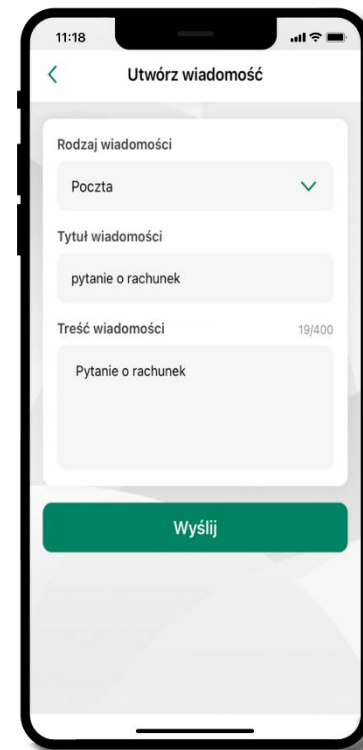 11:18
Utwórz wiadomość
Rodzaj wiadomości
Poczta
Tytuł wiadomości
pytanie o rachunek
Treść wiadomości 19/400
Pytanie o rachunek
Wyślij